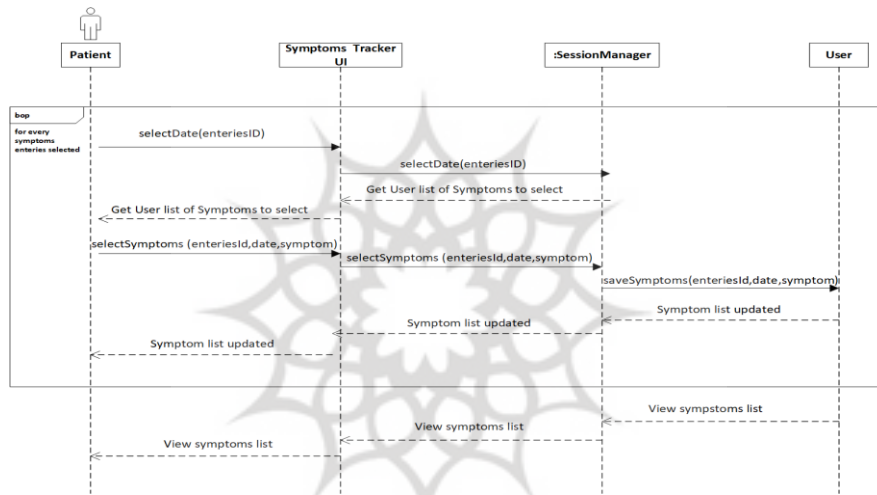 Patient
Symptoms Tracker
UI
:SessionManager
User
bop
for every
symptoms
enteries selected
selectDate(enteriesID)
selectDate(enteriesID)
Get User list of Symptoms to select
Get User list of Symptoms to select
selectSymptoms (enteriesId,date,symptom)
selectSymptoms (enteriesId,date,symptom)
saveSymptoms(enteriesId,date,symptom)
Symptom list updated
Symptom list updated
Symptom list updated
View sympstoms list
View symptoms list
View symptoms list